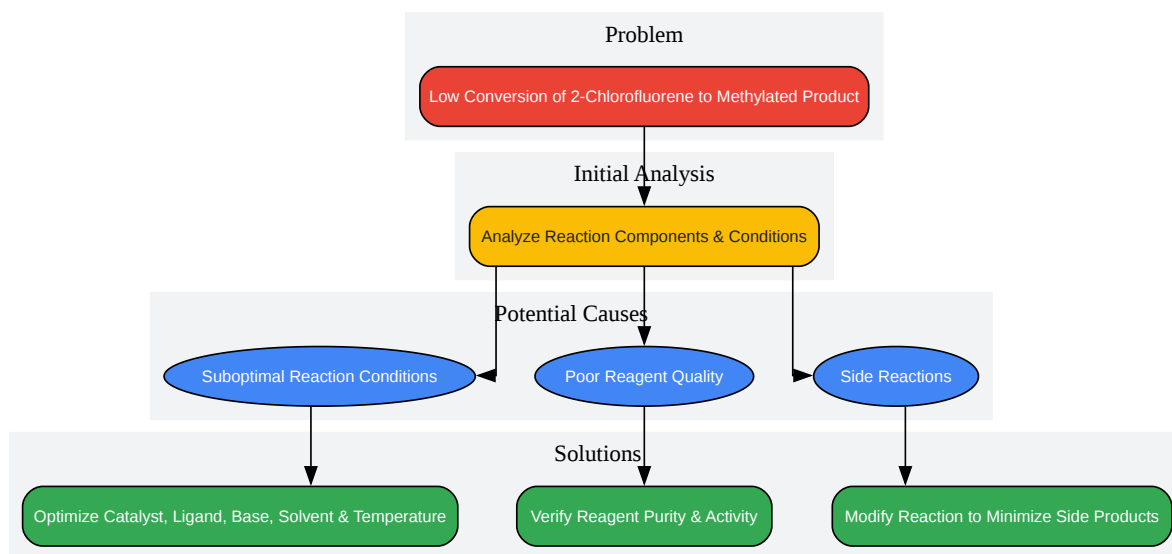 Problem
Low Conversion of 2-Chlorofluorene to Methylated Product
Initial Analysis
Analyze Reaction Components & Conditions
Potential Causes
Suboptimal Reaction Conditions
Poor Reagent Quality
Side Reactions
Solutions
Optimize Catalyst, Ligand, Base, Solvent & Temperature
Verify Reagent Purity & Activity
Modify Reaction to Minimize Side Products